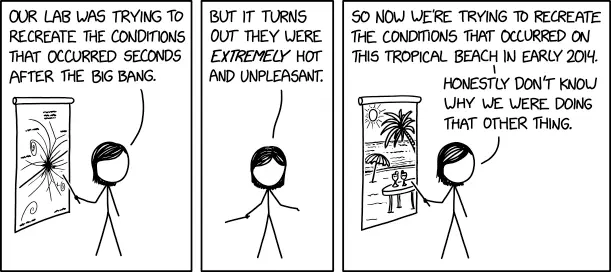 OUR LAB WAS TRYING TO
RECREATE THE CONDITIONS
THAT OCCURRED SECONDS
AFTER THE BIG BANG.
BUT IT TURNS
OUT THEY WERE
EXTREMELY HOT
AND UNPLEASANT.
SO NOW WE'RE TRYING TO RECREATE
THE CONDITIONS THAT OCCURRED ON
THIS TROPICAL BEACH IN EARLY 2014.
HONESTLY DON'T KNOW
WHY WE WERE DOING
THAT OTHER THING.